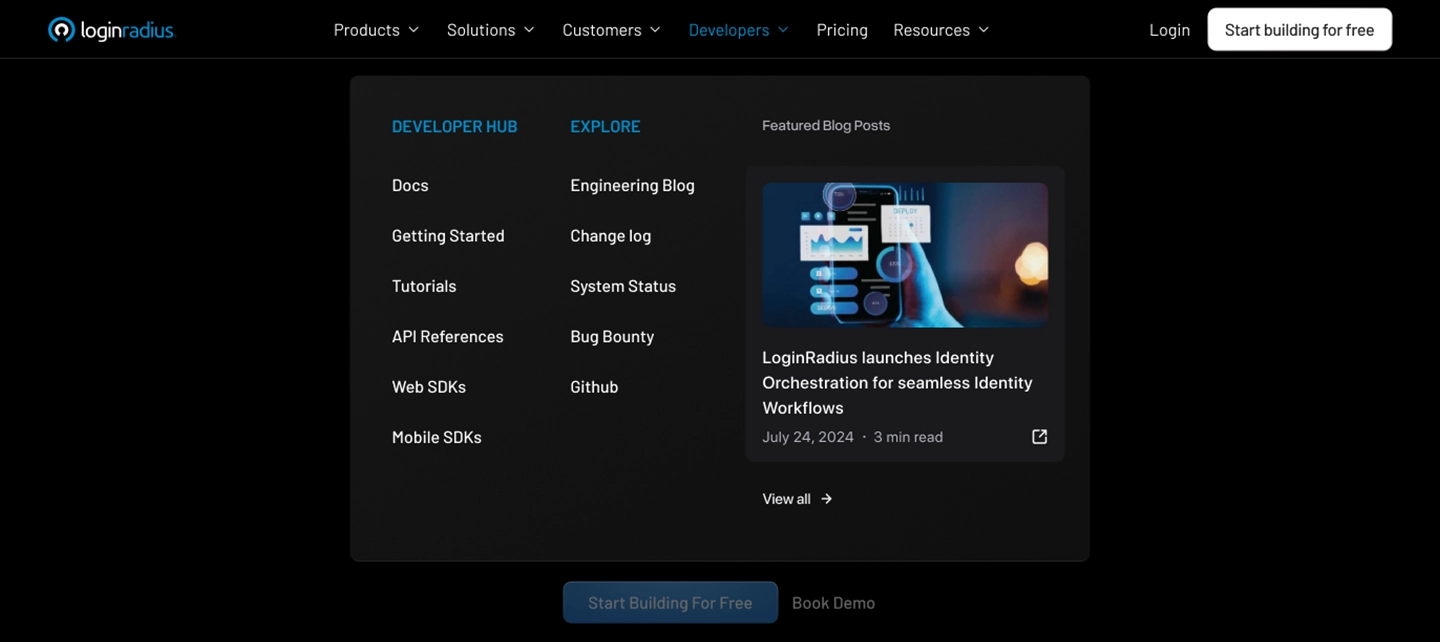 loginradius
Products
Solutions
Customers
Developers
Pricing
Resources
Login
Start building for free
DEVELOPER HUB
Docs
Getting Started
Tutorials
API References
Web SDKs
Mobile SDKs
EXPLORE
Engineering Blog
Change log
System Status
Bug Bounty
Github
Featured Blog Posts
DEPLOY
LoginRadius launches Identity
Orchestration for seamless Identity
Workflows
July 24, 2024 · 3 min read
View all
Start Building For Free
Book Demo